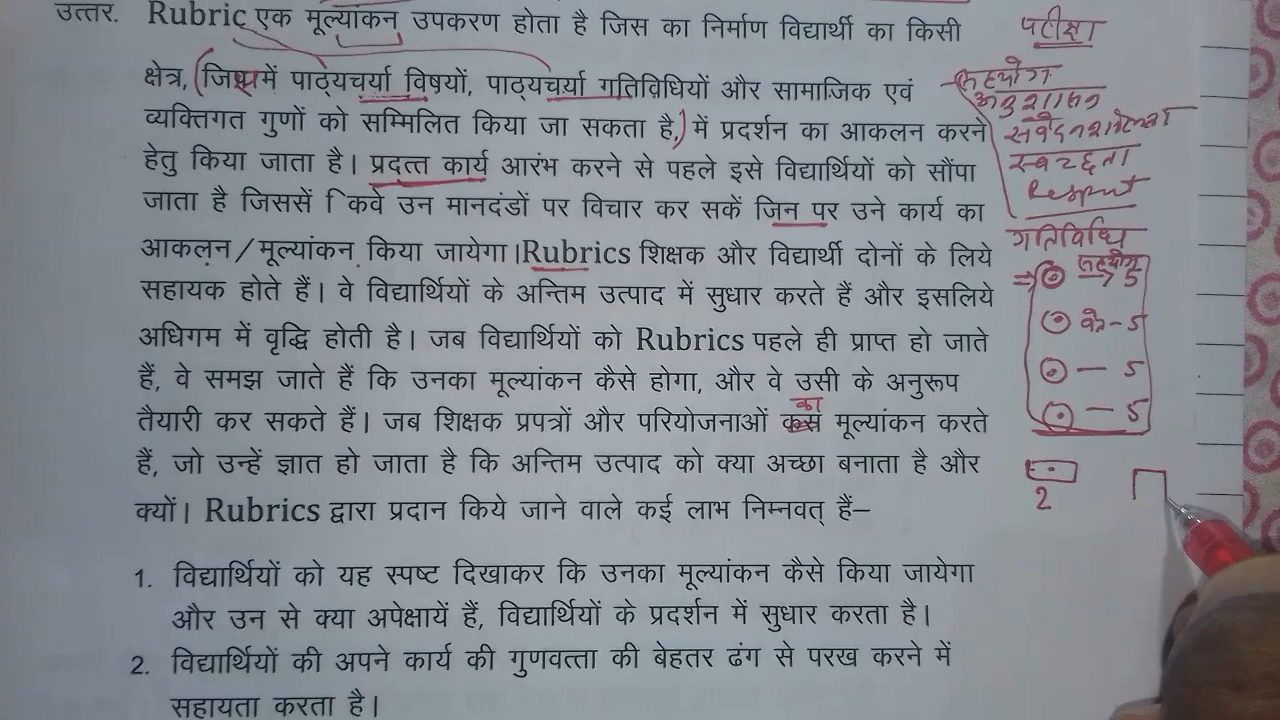 उत्तर. Rubric एक मूल्यांकन उपकरण होता है जिस का निर्माण विद्यार्थी का किसी
क्षेत्र, (जिसमें पाठ्यचर्या विषयों, पाठ्यचर्या गतिविधियों और सामाजिक एवं
व्यक्तिगत गुणों को सम्मिलित किया जा सकता है,) में प्रदर्शन का आकलन करने
हेतु किया जाता है। प्रदत्त कार्य आरंभ करने से पहले इसे विद्यार्थियों को सौंपा
जाता है जिससें कि वे उन मानदंडों पर विचार कर सकें जिन पर उने कार्य का
आकलन/मूल्यांकन किया जायेगा।Rubrics शिक्षक और विद्यार्थी दोनों के लिये
सहायक होते हैं। वे विद्यार्थियों के अन्तिम उत्पाद में सुधार करते हैं और इसलिये
अधिगम में वृद्धि होती है। जब विद्यार्थियों को Rubrics पहले ही प्राप्त हो जाते
हैं, वे समझ जाते हैं कि उनका मूल्यांकन कैसे होगा, और वे उसी के अनुरूप
का
तैयारी कर सकते हैं। जब शिक्षक प्रपत्रों और परियोजनाओं मूल्यांकन करते
हैं, जो उन्हें ज्ञात हो जाता है कि अन्तिम उत्पाद को क्या अच्छा बनाता है और
क्यों। Rubrics द्वारा प्रदान किये जाने वाले कई लाभ निम्नवत् हैं–
1. विद्यार्थियों को यह स्पष्ट दिखाकर कि उनका मूल्यांकन कैसे किया जायेगा
और उन से क्या अपेक्षायें हैं, विद्यार्थियों के प्रदर्शन में सुधार करता है।
2. विद्यार्थियों की अपने कार्य की गुणवत्ता की बेहतर ढंग से परख करने में
सहायता करता है।
परीक्षा
सहयोग
अनुशासन
संवेदनशीलता
स्वच्छता
गतिविधि
सहयोग
5
के – 5
– 5
– 5
2